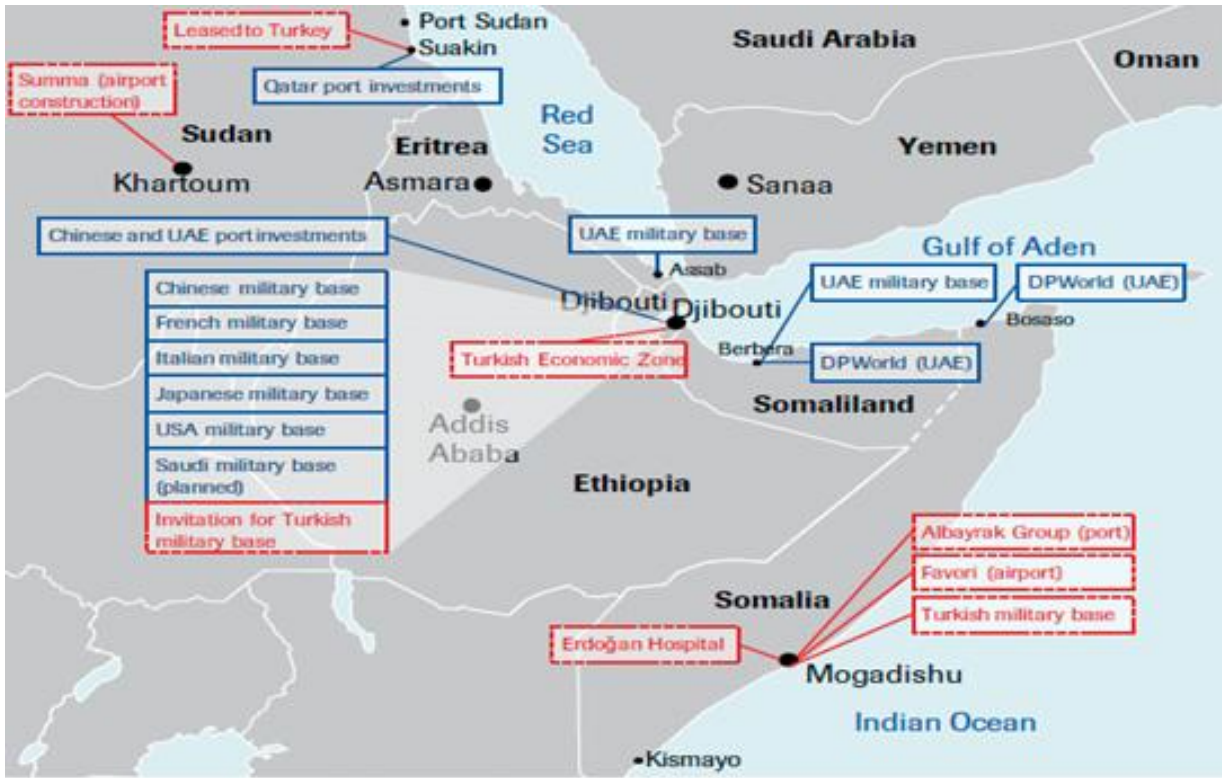 Leased to Turkey
Port Sudan
Suakin
Saudi Arabia
Oman
Summa (airport
construction)
Qatar port investments
Red
Sea
Sudan
Eritrea
Yemen
Khartoum
Asmara
Sanaa
Chinese and UAE port investments
UAE military base
Gulf of Aden
Assab
UAE military base
DPWorld (UAE)
Chinese military base
Djibouti
Djibouti
Bosaso
French military base
Italian military base
Turkish Economic Zone
Berbera
DPWorld (UAE)
Japanese military base
Somaliland
USA military base
Addis
Ababa
Saudi military base
(planned)
Ethiopia
Invitation for Turkish
military base
Albayrak Group (port)
Favori (airport)
Somalia
Turkish military base
Erdoğan Hospital
Mogadishu
Indian Ocean
Kismayo